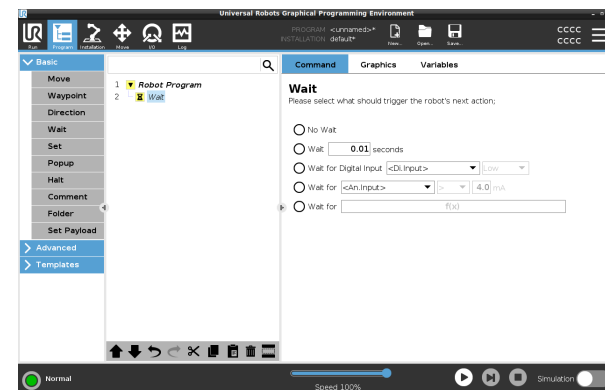 Universal Robots Graphical Programming Environment
PROGRAM <unnamed>*
INSTALLATION default*
Run Program Installation Move I/O Log
New... Open... Save...
CCCC
CCCC
Basic
Move
Waypoint
Direction
Wait
Set
Popup
Halt
Comment
Folder
Set Payload
Advanced
Templates
1 Robot Program
2 Wait
Command Graphics Variables
Wait
Please select what should trigger the robot's next action;
No Wait
Wait 0.01 seconds
Wait for Digital Input <Di.Input> Low
Wait for <An.Input> > 4.0 mA
Wait for f(x)
Normal
Speed 100%
Simulation